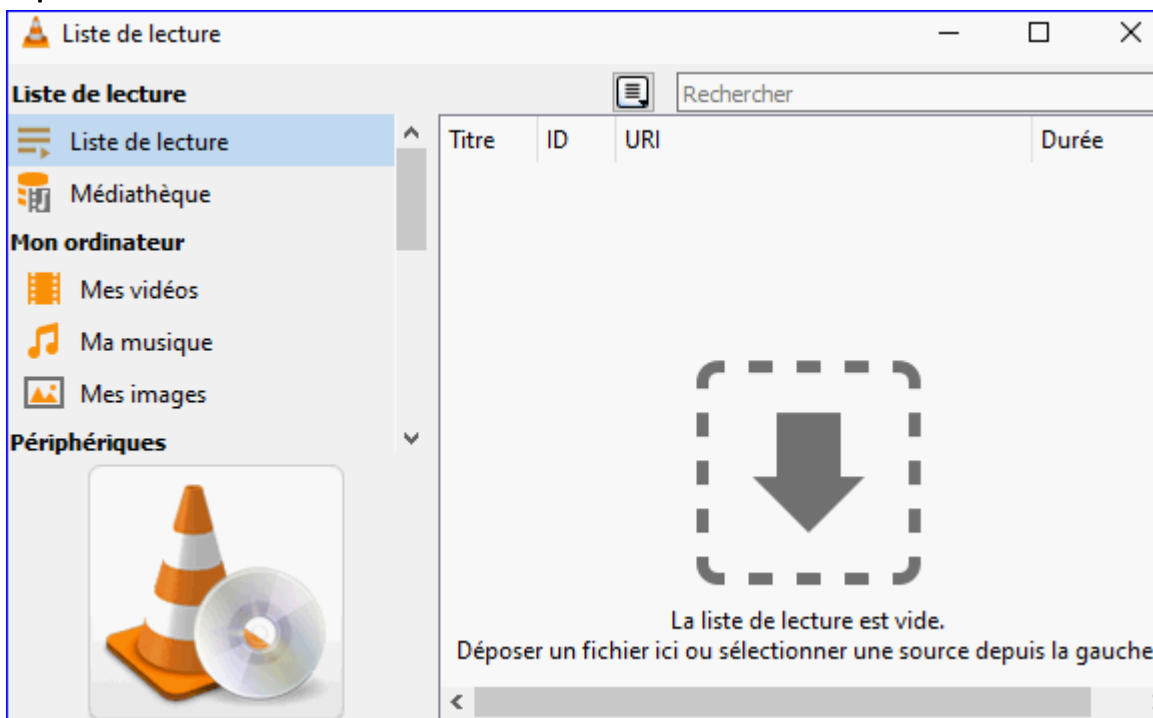 Liste de lecture
Liste de lecture
Rechercher
Liste de lecture
Médiathèque
Mon ordinateur
Mes vidéos
Ma musique
Mes images
Périphériques
Titre ID URI Durée
La liste de lecture est vide.
Déposer un fichier ici ou sélectionner une source depuis la gauche